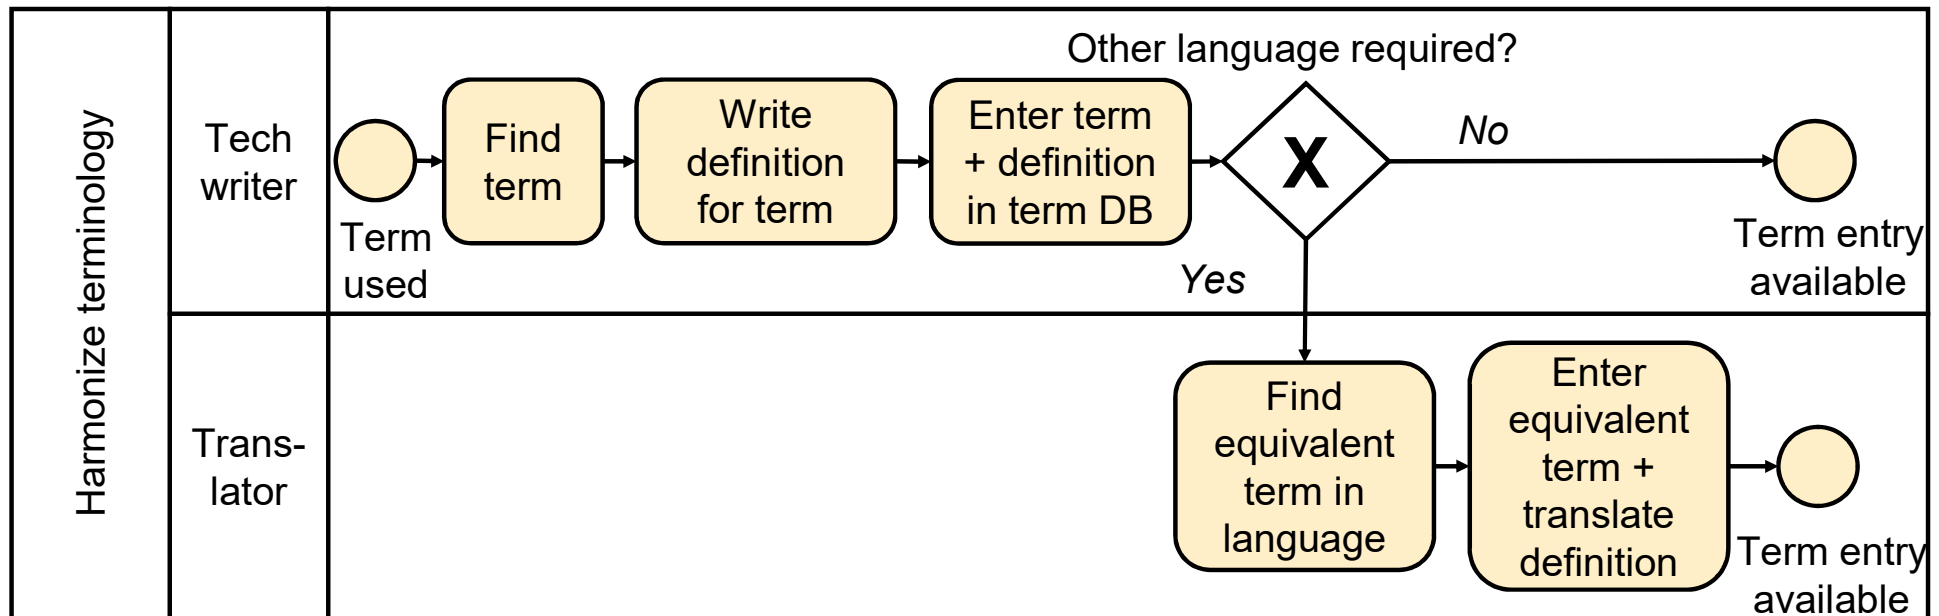 Harmonize terminology
Tech
writer
Term
used
Find
term
Write
definition
for term
Enter term
+ definition
in term DB
Other language required?
X
No
Yes
Term entry
available
Trans-
lator
Find
equivalent
term in
language
Enter
equivalent
term +
translate
definition
Term entry
available